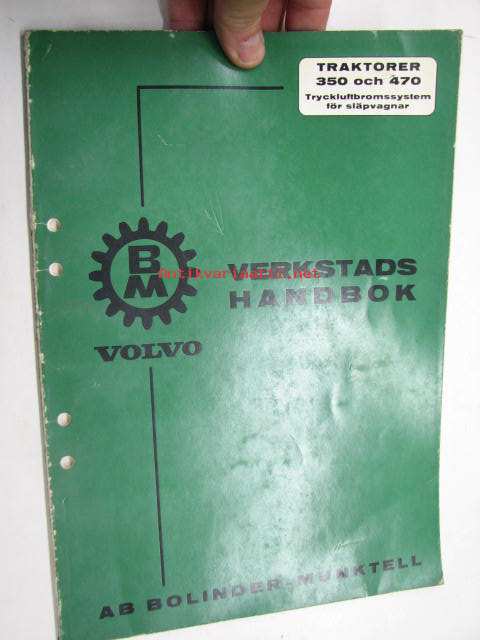 TRAKTORER
350 och 470
Tryckluftbromssystem
för släpvagnar
BM
VOLVO
VERKSTADS
HANDBOK
AB BOLINDER-MUNKTELL